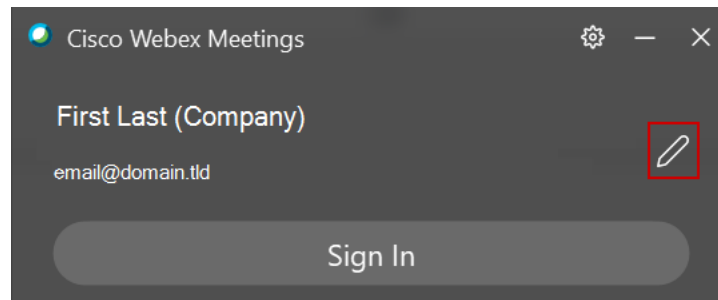 Cisco Webex Meetings
First Last (Company)
email@domain.tld
Sign In